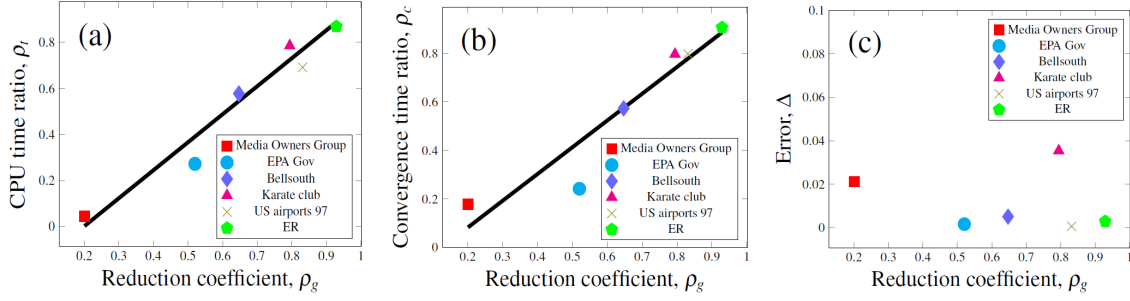 (a)
CPU time ratio, ρt
0.8
0.6
0.4
0.2
0
Media Owners Group
EPA Gov
Bellsouth
Karate club
US airports 97
ER
0.2 0.3 0.4 0.5 0.6 0.7 0.8 0.9 1
Reduction coefficient, ρg
(b)
Convergence time ratio, ρc
0.8
0.6
0.4
0.2
0
Media Owners Group
EPA Gov
Bellsouth
Karate club
US airports 97
ER
0.2 0.3 0.4 0.5 0.6 0.7 0.8 0.9 1
Reduction coefficient, ρg
(c)
Error, Δ
0.1
0.08
0.06
0.04
0.02
0
Media Owners Group
EPA Gov
Bellsouth
Karate club
US airports 97
ER
0.2 0.3 0.4 0.5 0.6 0.7 0.8 0.9 1
Reduction coefficient, ρg